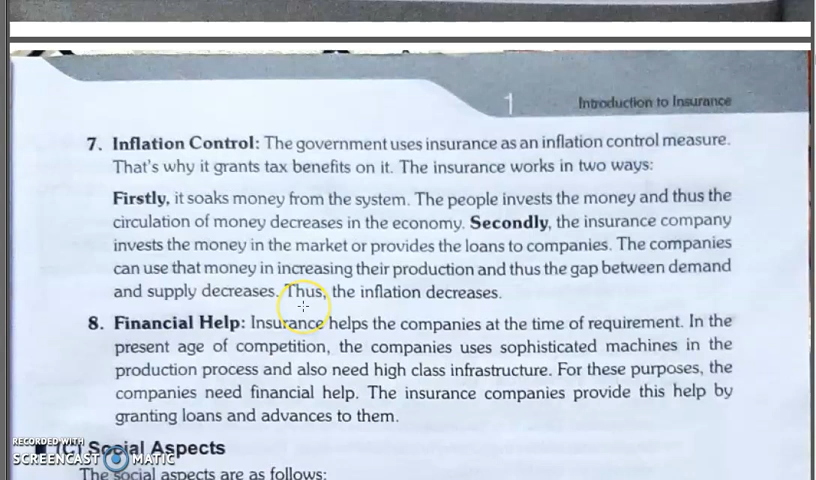 1 Introduction to Insurance
7. Inflation Control: The government uses insurance as an inflation control measure.
That's why it grants tax benefits on it. The insurance works in two ways:
Firstly, it soaks money from the system. The people invests the money and thus the
circulation of money decreases in the economy. Secondly, the insurance company
invests the money in the market or provides the loans to companies. The companies
can use that money in increasing their production and thus the gap between demand
and supply decreases. Thus, the inflation decreases.
8. Financial Help: Insurance helps the companies at the time of requirement. In the
present age of competition, the companies uses sophisticated machines in the
production process and also need high class infrastructure. For these purposes, the
companies need financial help. The insurance companies provide this help by
granting loans and advances to them.
(C) Social Aspects
The social aspects are as follows:
RECORDED WITH
SCREENCAST MATIC